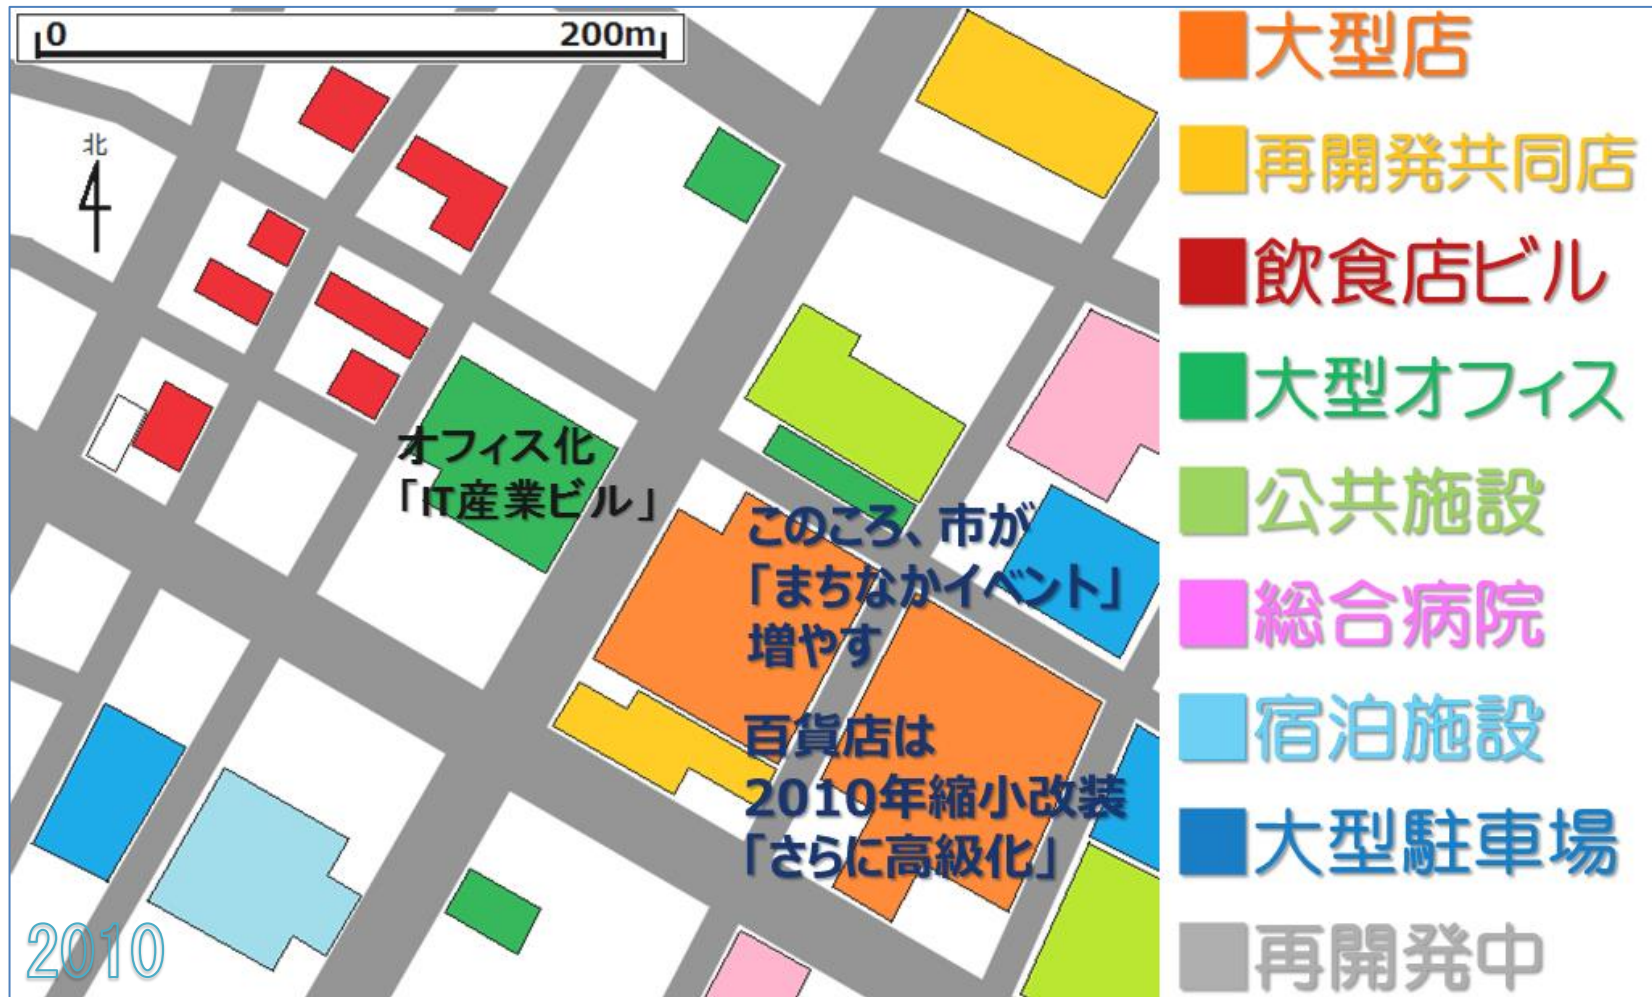 0 200m
北
オフィス化
「IT産業ビル」
このころ、市が
「まちなかイベント」
増やす
百貨店は
2010年縮小改装
「さらに高級化」
2010
大型店
再開発共同店
飲食店ビル
大型オフィス
公共施設
総合病院
宿泊施設
大型駐車場
再開発中